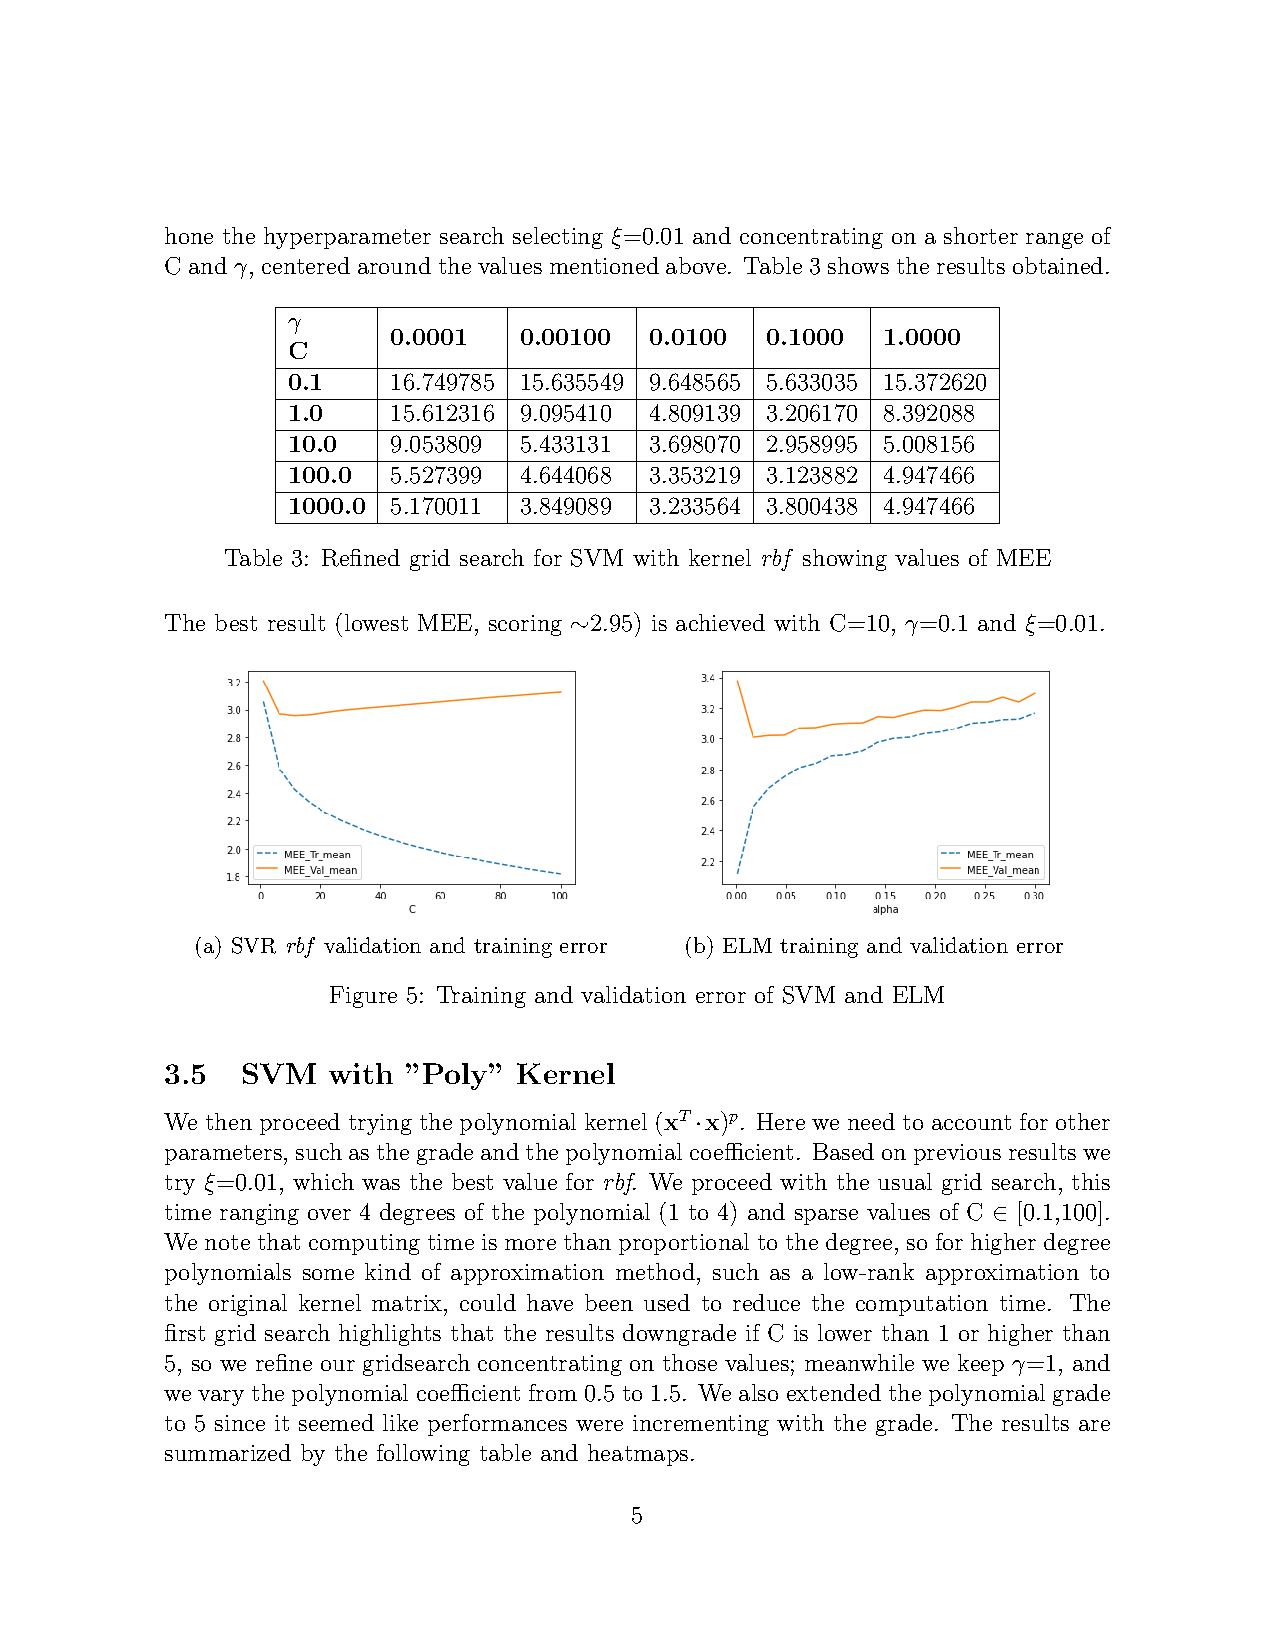 hone the hyperparameter search selecting ξ=0.01 and concentrating on a shorter range of
C and γ, centered around the values mentioned above. Table 3 shows the results obtained.
γ
C
0.0001 0.00100 0.0100 0.1000 1.0000
0.1 16.749785 15.635549 9.648565 5.633035 15.372620
1.0 15.612316 9.095410 4.809139 3.206170 8.392088
10.0 9.053809 5.433131 3.698070 2.958995 5.008156
100.0 5.527399 4.644068 3.353219 3.123882 4.947466
1000.0 5.170011 3.849089 3.233564 3.800438 4.947466
Table 3: Refined grid search for SVM with kernel rbf showing values of MEE
The best result (lowest MEE, scoring ∼2.95) is achieved with C=10, γ=0.1 and ξ=0.01.
3.2
3.0
2.8
2.6
2.4
2.2
2.0
1.8
MEE_Tr_mean
MEE_Val_mean
0 20 40 60 80 100
C
3.4
3.2
3.0
2.8
2.6
2.4
2.2
MEE_Tr_mean
MEE_Val_mean
0.00 0.05 0.10 0.15 0.20 0.25 0.30
alpha
(a) SVR rbf validation and training error
(b) ELM training and validation error
Figure 5: Training and validation error of SVM and ELM
3.5 SVM with ”Poly” Kernel
We then proceed trying the polynomial kernel (x^T · x)^p. Here we need to account for other
parameters, such as the grade and the polynomial coefficient. Based on previous results we
try ξ=0.01, which was the best value for rbf. We proceed with the usual grid search, this
time ranging over 4 degrees of the polynomial (1 to 4) and sparse values of C ∈ [0.1,100].
We note that computing time is more than proportional to the degree, so for higher degree
polynomials some kind of approximation method, such as a low-rank approximation to
the original kernel matrix, could have been used to reduce the computation time. The
first grid search highlights that the results downgrade if C is lower than 1 or higher than
5, so we refine our gridsearch concentrating on those values; meanwhile we keep γ=1, and
we vary the polynomial coefficient from 0.5 to 1.5. We also extended the polynomial grade
to 5 since it seemed like performances were incrementing with the grade. The results are
summarized by the following table and heatmaps.
5